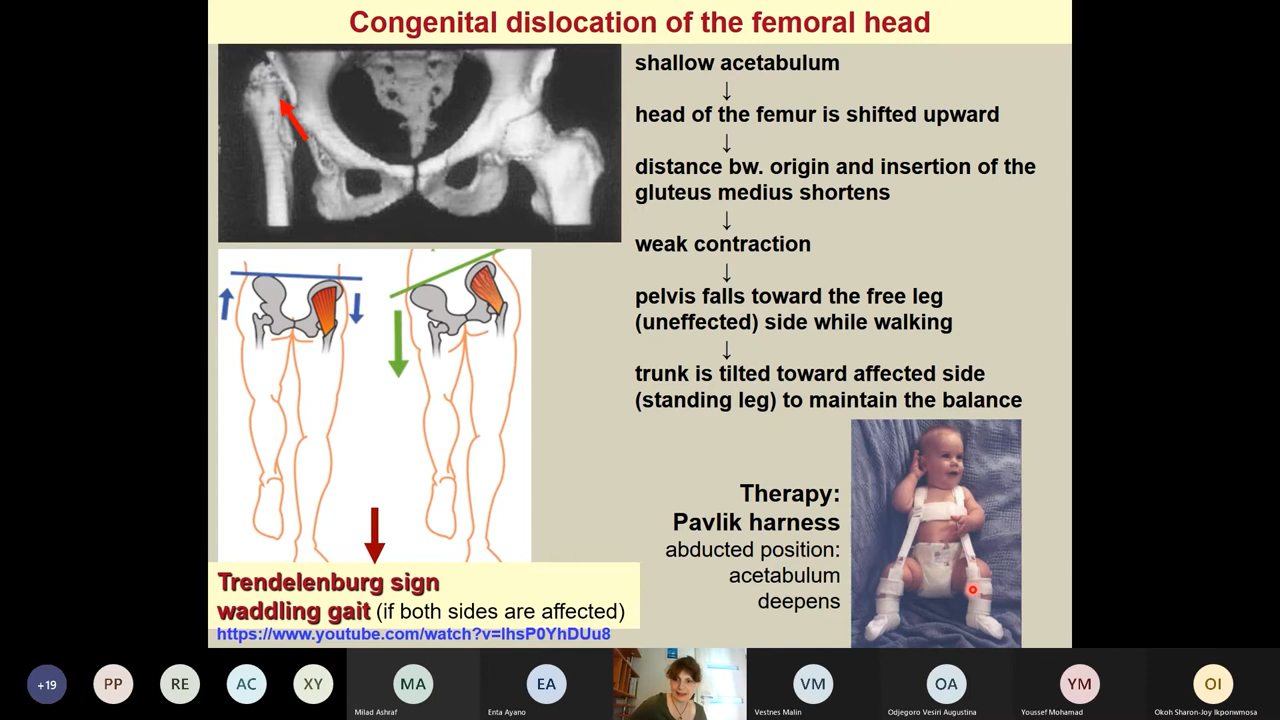 Congenital dislocation of the femoral head
shallow acetabulum
↓
head of the femur is shifted upward
↓
distance bw. origin and insertion of the
gluteus medius shortens
↓
weak contraction
↓
pelvis falls toward the free leg
(uneffected) side while walking
↓
trunk is tilted toward affected side
(standing leg) to maintain the balance
Therapy:
Pavlik harness
abducted position:
acetabulum
deepens
Trendelenburg sign
waddling gait (if both sides are affected)
https://www.youtube.com/watch?v=IhsP0YhDUu8
+19
PP
RE
AC
XY
MA
Milad Ashraf
EA
Enta Ayano
VM
Vestnes Malin
OA
Odjegoro Vesiri Augustina
YM
Youssef Mohamad
OI
Okoh Sharon-Joy Ikponwmosa